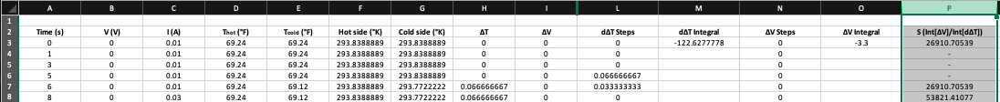 A B C D E F G H I L M N O P
1
2 Time (s) V (V) I (A) Thot (°F) Tcold (°F) Hot side (°K) Cold side (°K) ΔT ΔV dΔT Steps dΔT Integral ΔV Steps ΔV Integral S (Int[ΔV]/Int[dΔT])
3 0 0 0.01 69.24 69.24 293.8388889 293.8388889 0 0 0 -122.6277778 0 -3.3 26910.70539
4 1 0 0.01 69.24 69.24 293.8388889 293.8388889 0 0 0 0 -
5 3 0 0.01 69.24 69.24 293.8388889 293.8388889 0 0 0 0 -
6 5 0 0.01 69.24 69.24 293.8388889 293.8388889 0 0 0.066666667 0 -
7 6 0 0.01 69.24 69.12 293.8388889 293.7722222 0.066666667 0 0.033333333 0 26910.70539
8 8 0 0.03 69.24 69.12 293.8388889 293.7722222 0.066666667 0 0 0 53821.41077